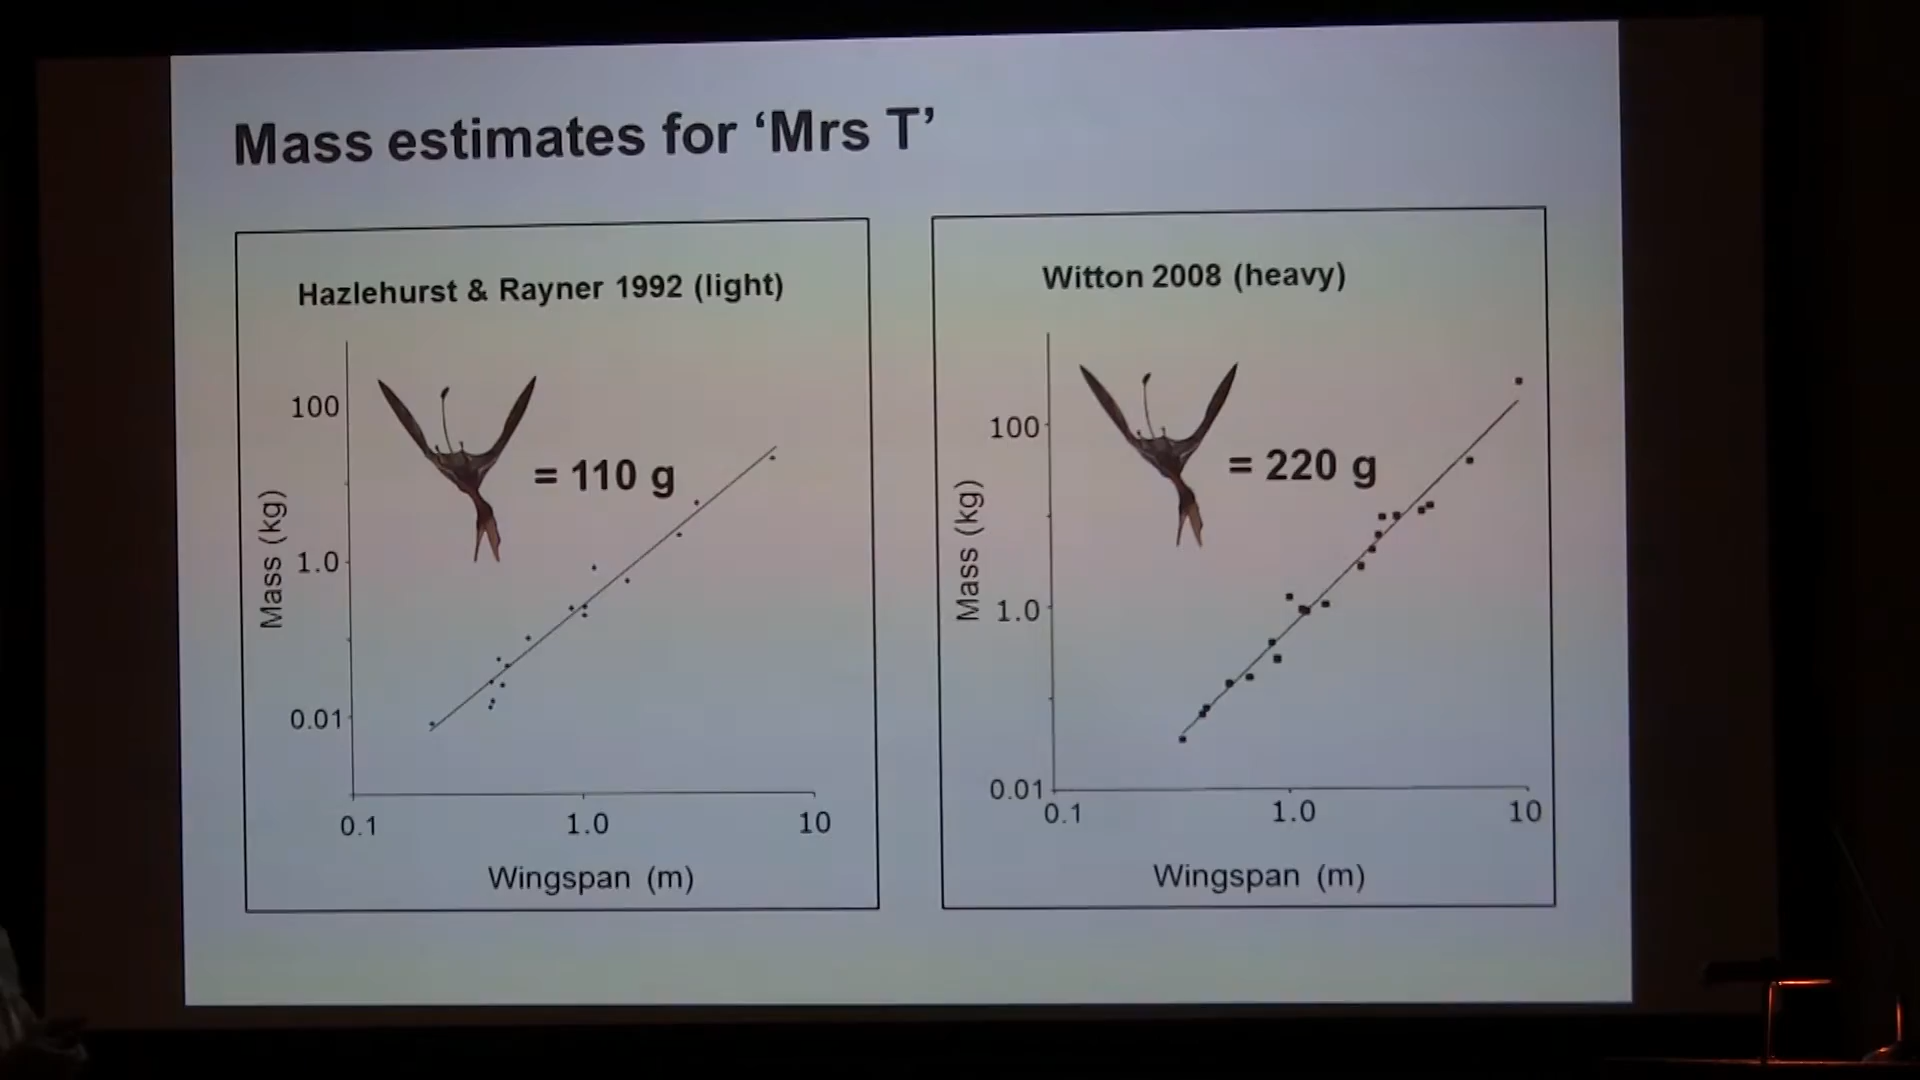 Mass estimates for ‘Mrs T’
Hazlehurst & Rayner 1992 (light)
100
= 110 g
Mass (kg)
1.0
0.01
0.1
1.0
10
Wingspan (m)
Witton 2008 (heavy)
100
= 220 g
Mass (kg)
1.0
0.01
0.1
1.0
10
Wingspan (m)